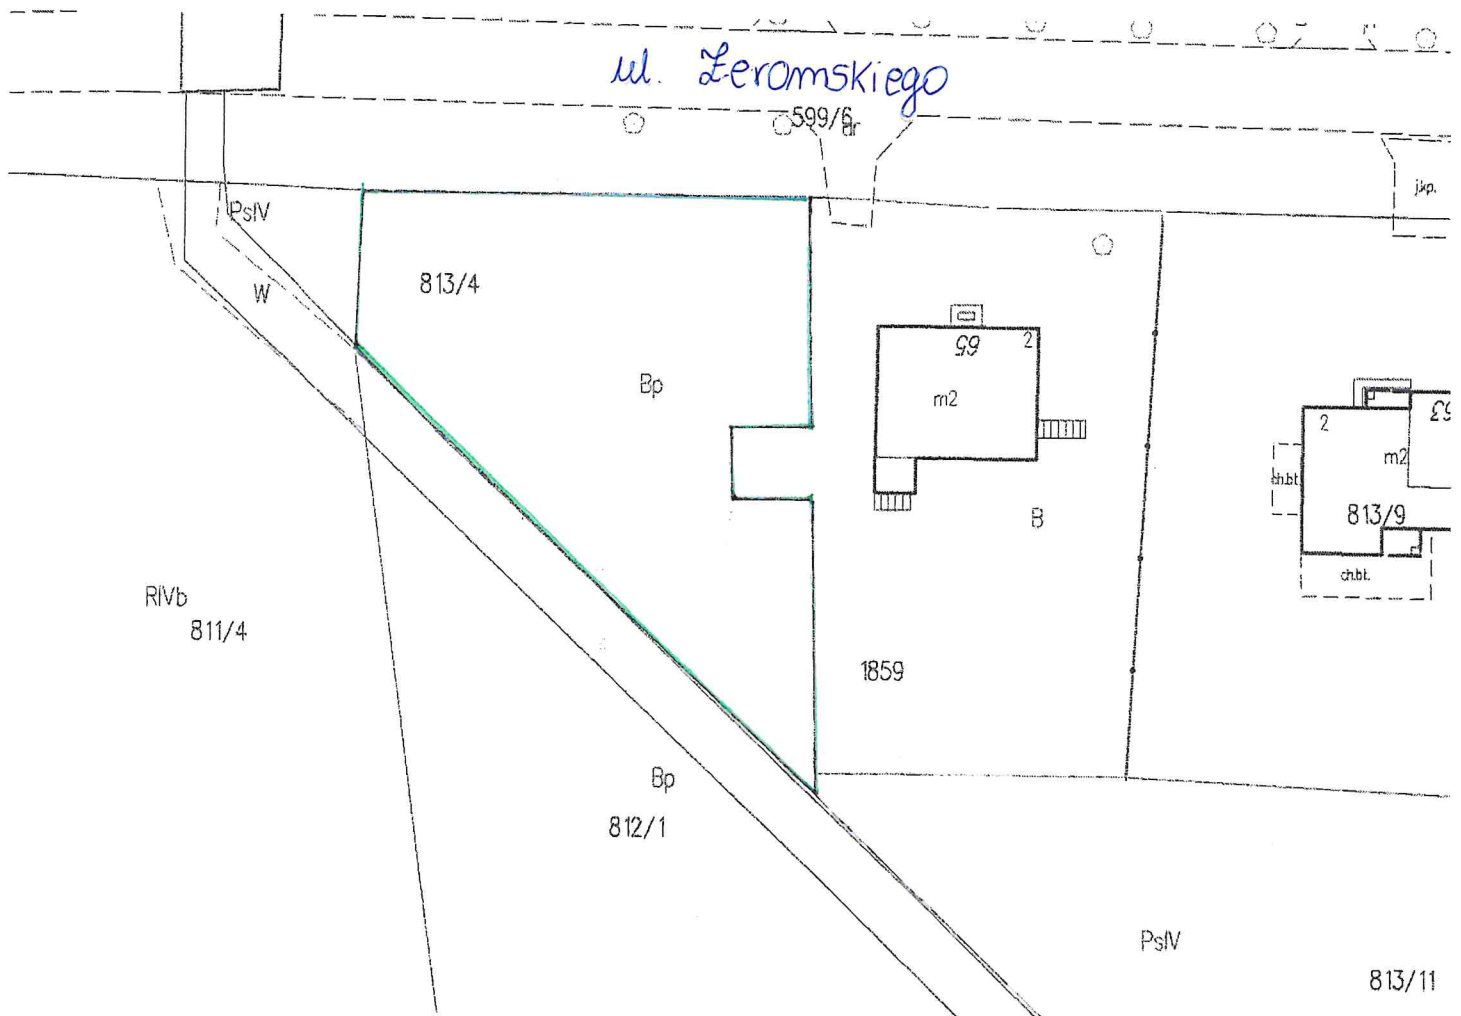 ul. Żeromskiego
599/6
dr
j.kp.
PsIV
813/4
W
65
2
Bp
m2
2
m2
ch.bt.
813/9
B
ch.bt.
RIVb
811/4
1859
Bp
812/1
PsIV
813/11